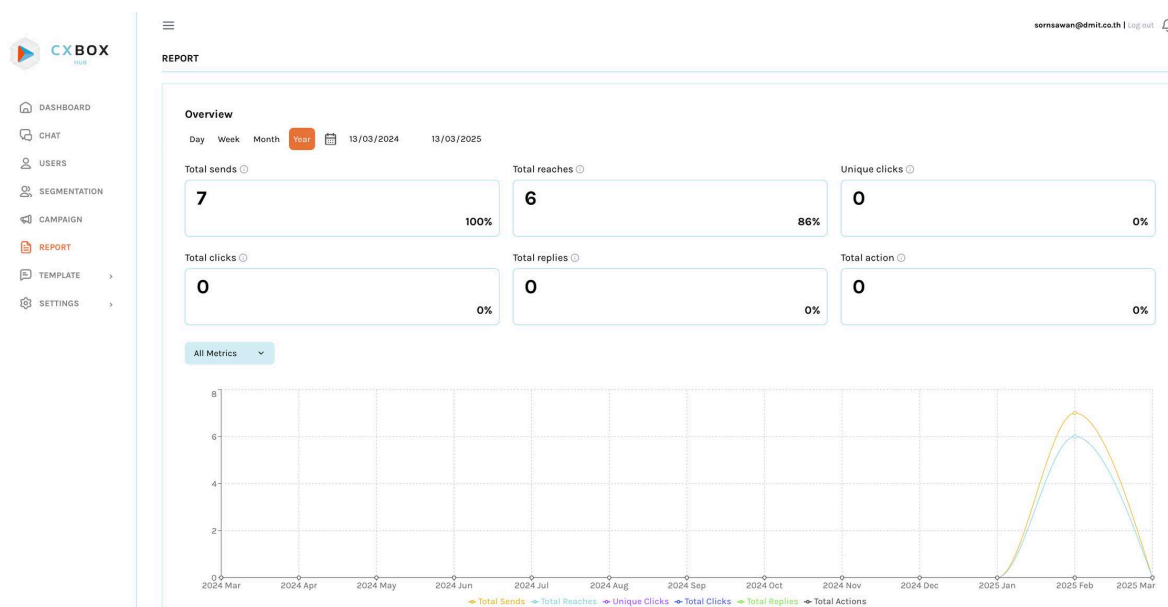 sornsawan@dmit.co.th | Log out
CXBOX
HUB
REPORT
DASHBOARD
CHAT
USERS
SEGMENTATION
CAMPAIGN
REPORT
TEMPLATE
SETTINGS
Overview
Day Week Month Year 13/03/2024 13/03/2025
Total sends Total reaches Unique clicks
7 6 0
100% 86% 0%
Total clicks Total replies Total action
0 0 0
0% 0% 0%
All Metrics
8
6
4
2
0
2024 Mar 2024 Apr 2024 May 2024 Jun 2024 Jul 2024 Aug 2024 Sep 2024 Oct 2024 Nov 2024 Dec 2025 Jan 2025 Feb 2025 Mar
Total Sends Total Reaches Unique Clicks Total Clicks Total Replies Total Actions